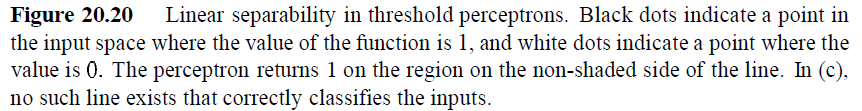 Figure 20.20 Linear separability in threshold perceptrons. Black dots indicate a point in
the input space where the value of the function is 1, and white dots indicate a point where the
value is 0. The perceptron returns 1 on the region on the non-shaded side of the line. In (c),
no such line exists that correctly classifies the inputs.